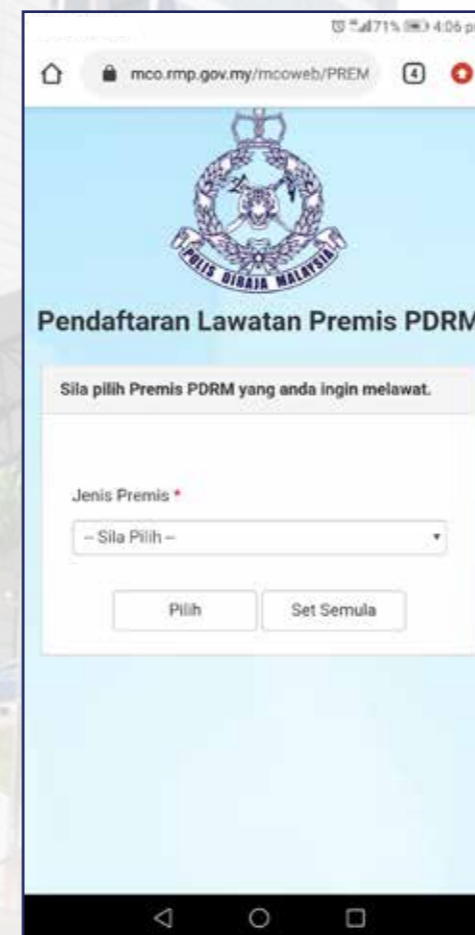 71% 4:06 pm
mco.rmp.gov.my/mcoweb/PREM 4
POLIS DIRAJA MALAYSIA
Pendaftaran Lawatan Premis PDRM
Sila pilih Premis PDRM yang anda ingin melawat.
Jenis Premis *
-- Sila Pilih --
Pilih Set Semula